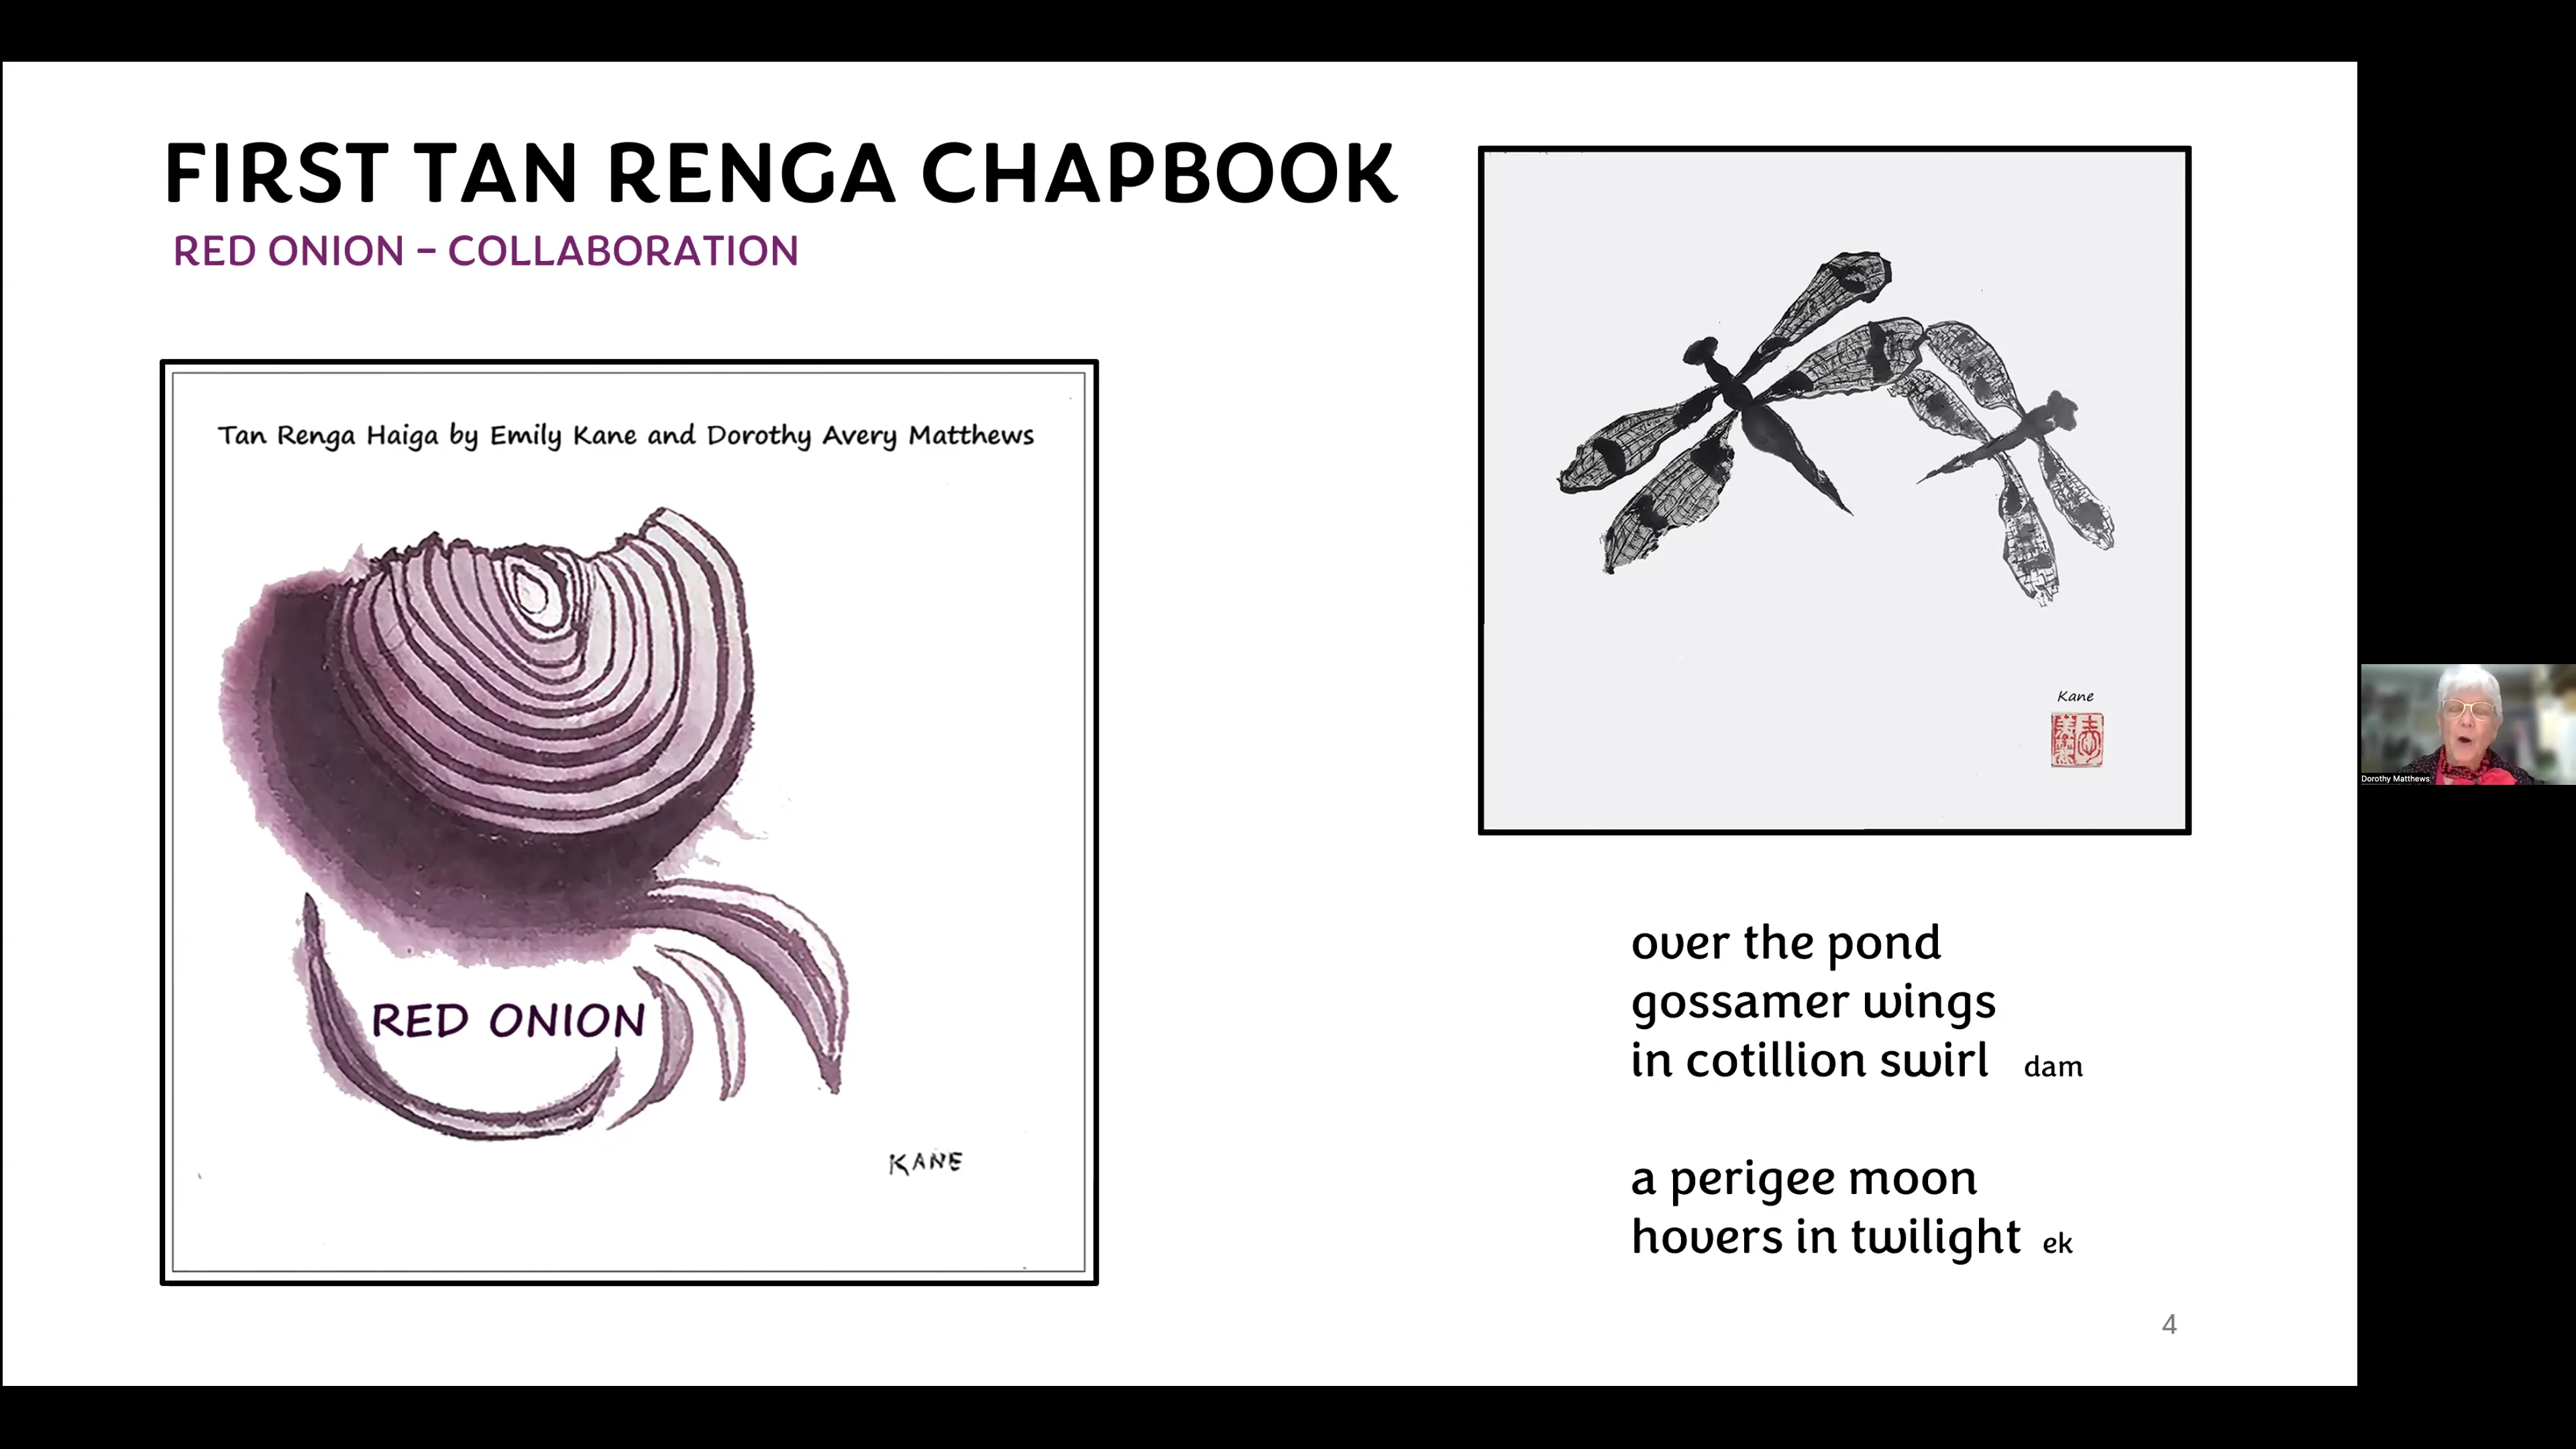 FIRST TAN RENGA CHAPBOOK
RED ONION – COLLABORATION
Tan Renga Haiga by Emily Kane and Dorothy Avery Matthews
RED ONION
KANE
Kane
over the pond
gossamer wings
in cotillion swirl dam
a perigee moon
hovers in twilight ek
4
Dorothy Matthews